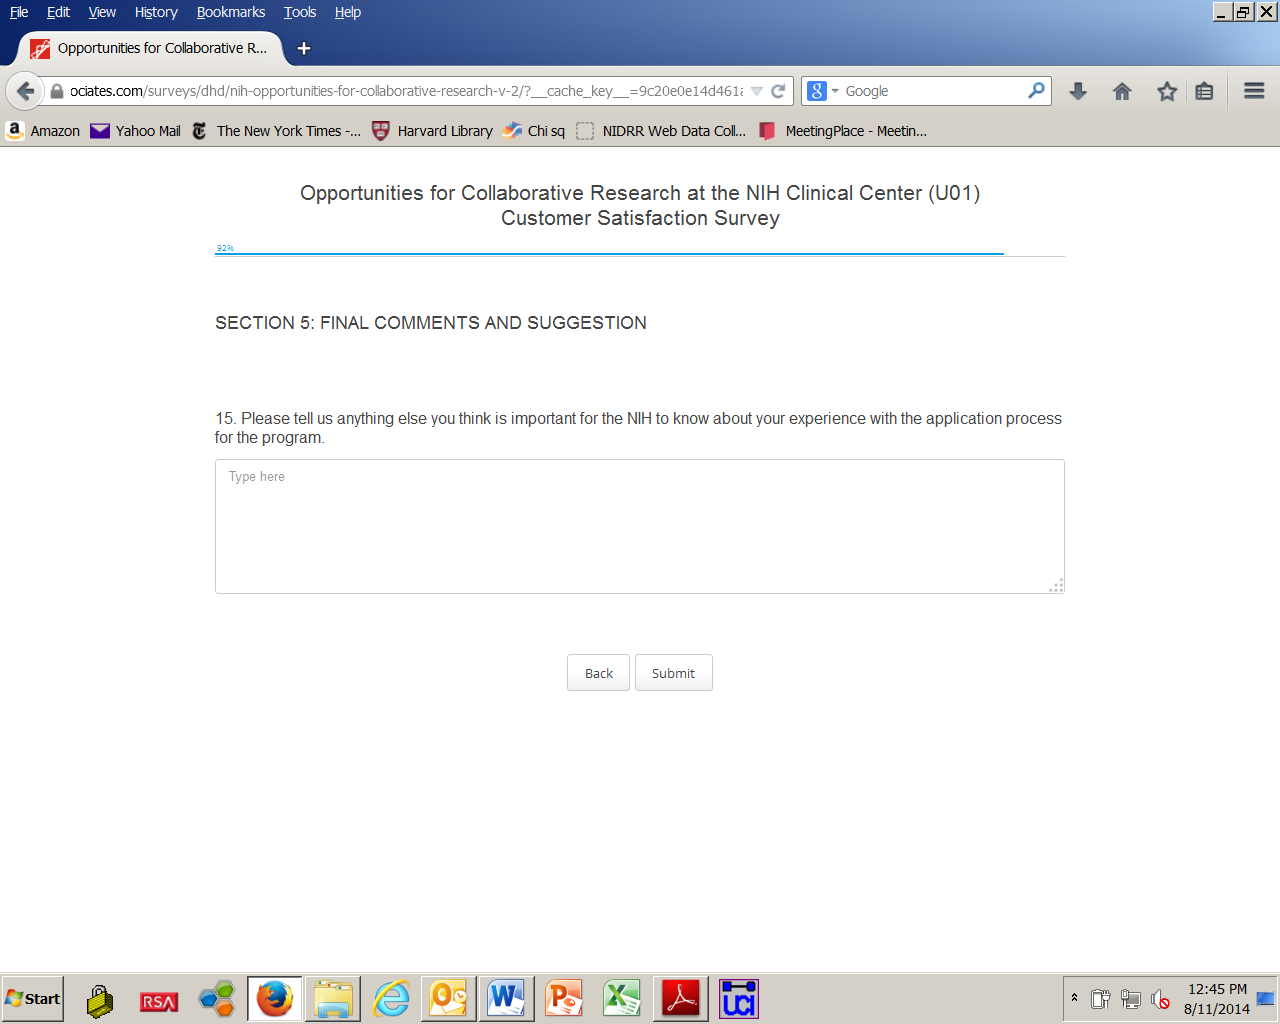 File Edit View History Bookmarks Tools Help
Opportunities for Collaborative R...
ociates.com/surveys/dhd/nih-opportunities-for-collaborative-research-v-2/?__cache_key__=9c20e0e14d461a
Google
Amazon Yahoo Mail The New York Times -... Harvard Library Chi sq NIDRR Web Data Coll... MeetingPlace - Meetin...
Opportunities for Collaborative Research at the NIH Clinical Center (U01)
Customer Satisfaction Survey
92%
SECTION 5: FINAL COMMENTS AND SUGGESTION
15. Please tell us anything else you think is important for the NIH to know about your experience with the application process
for the program.
Type here
Back Submit
Start RSA UCI 12:45 PM
8/11/2014